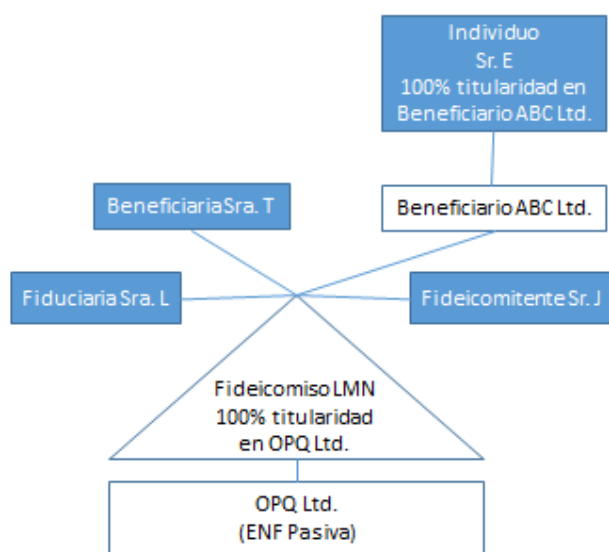 Individuo
Sr. E
100% titularidad en
Beneficiario ABC Ltd.
Beneficiaria Sra. T
Beneficiario ABC Ltd.
Fiduciaria Sra. L
Fideicomitente Sr. J
Fideicomiso LMN
100% titularidad
en OPQ Ltd.
OPQ Ltd.
(ENF Pasiva)